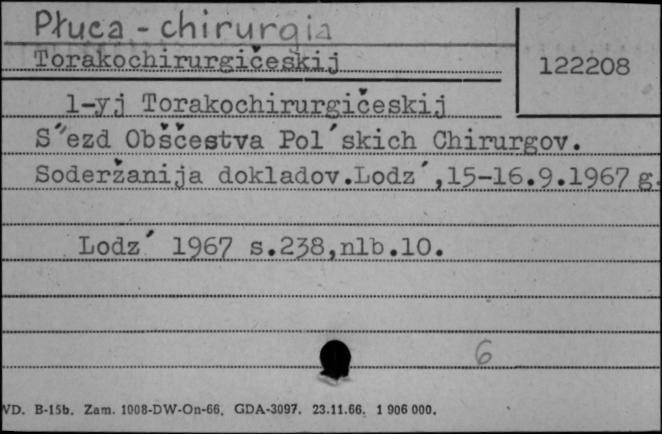 Płuca - chirurgia
Torakochirurgičeskij
122208
1-yj Torakochirurgičeskij
S"ezd Obščestva Pol´skich Chirurgov.
Soderžanija dokladov.Lodz´,15-16.9.1967 g.
Lodz´ 1967 s.238,nlb.10.
6
WD. B-15b. Zam. 1008-DW-On-66. GDA-3097. 23.11.66. 1 906 000.